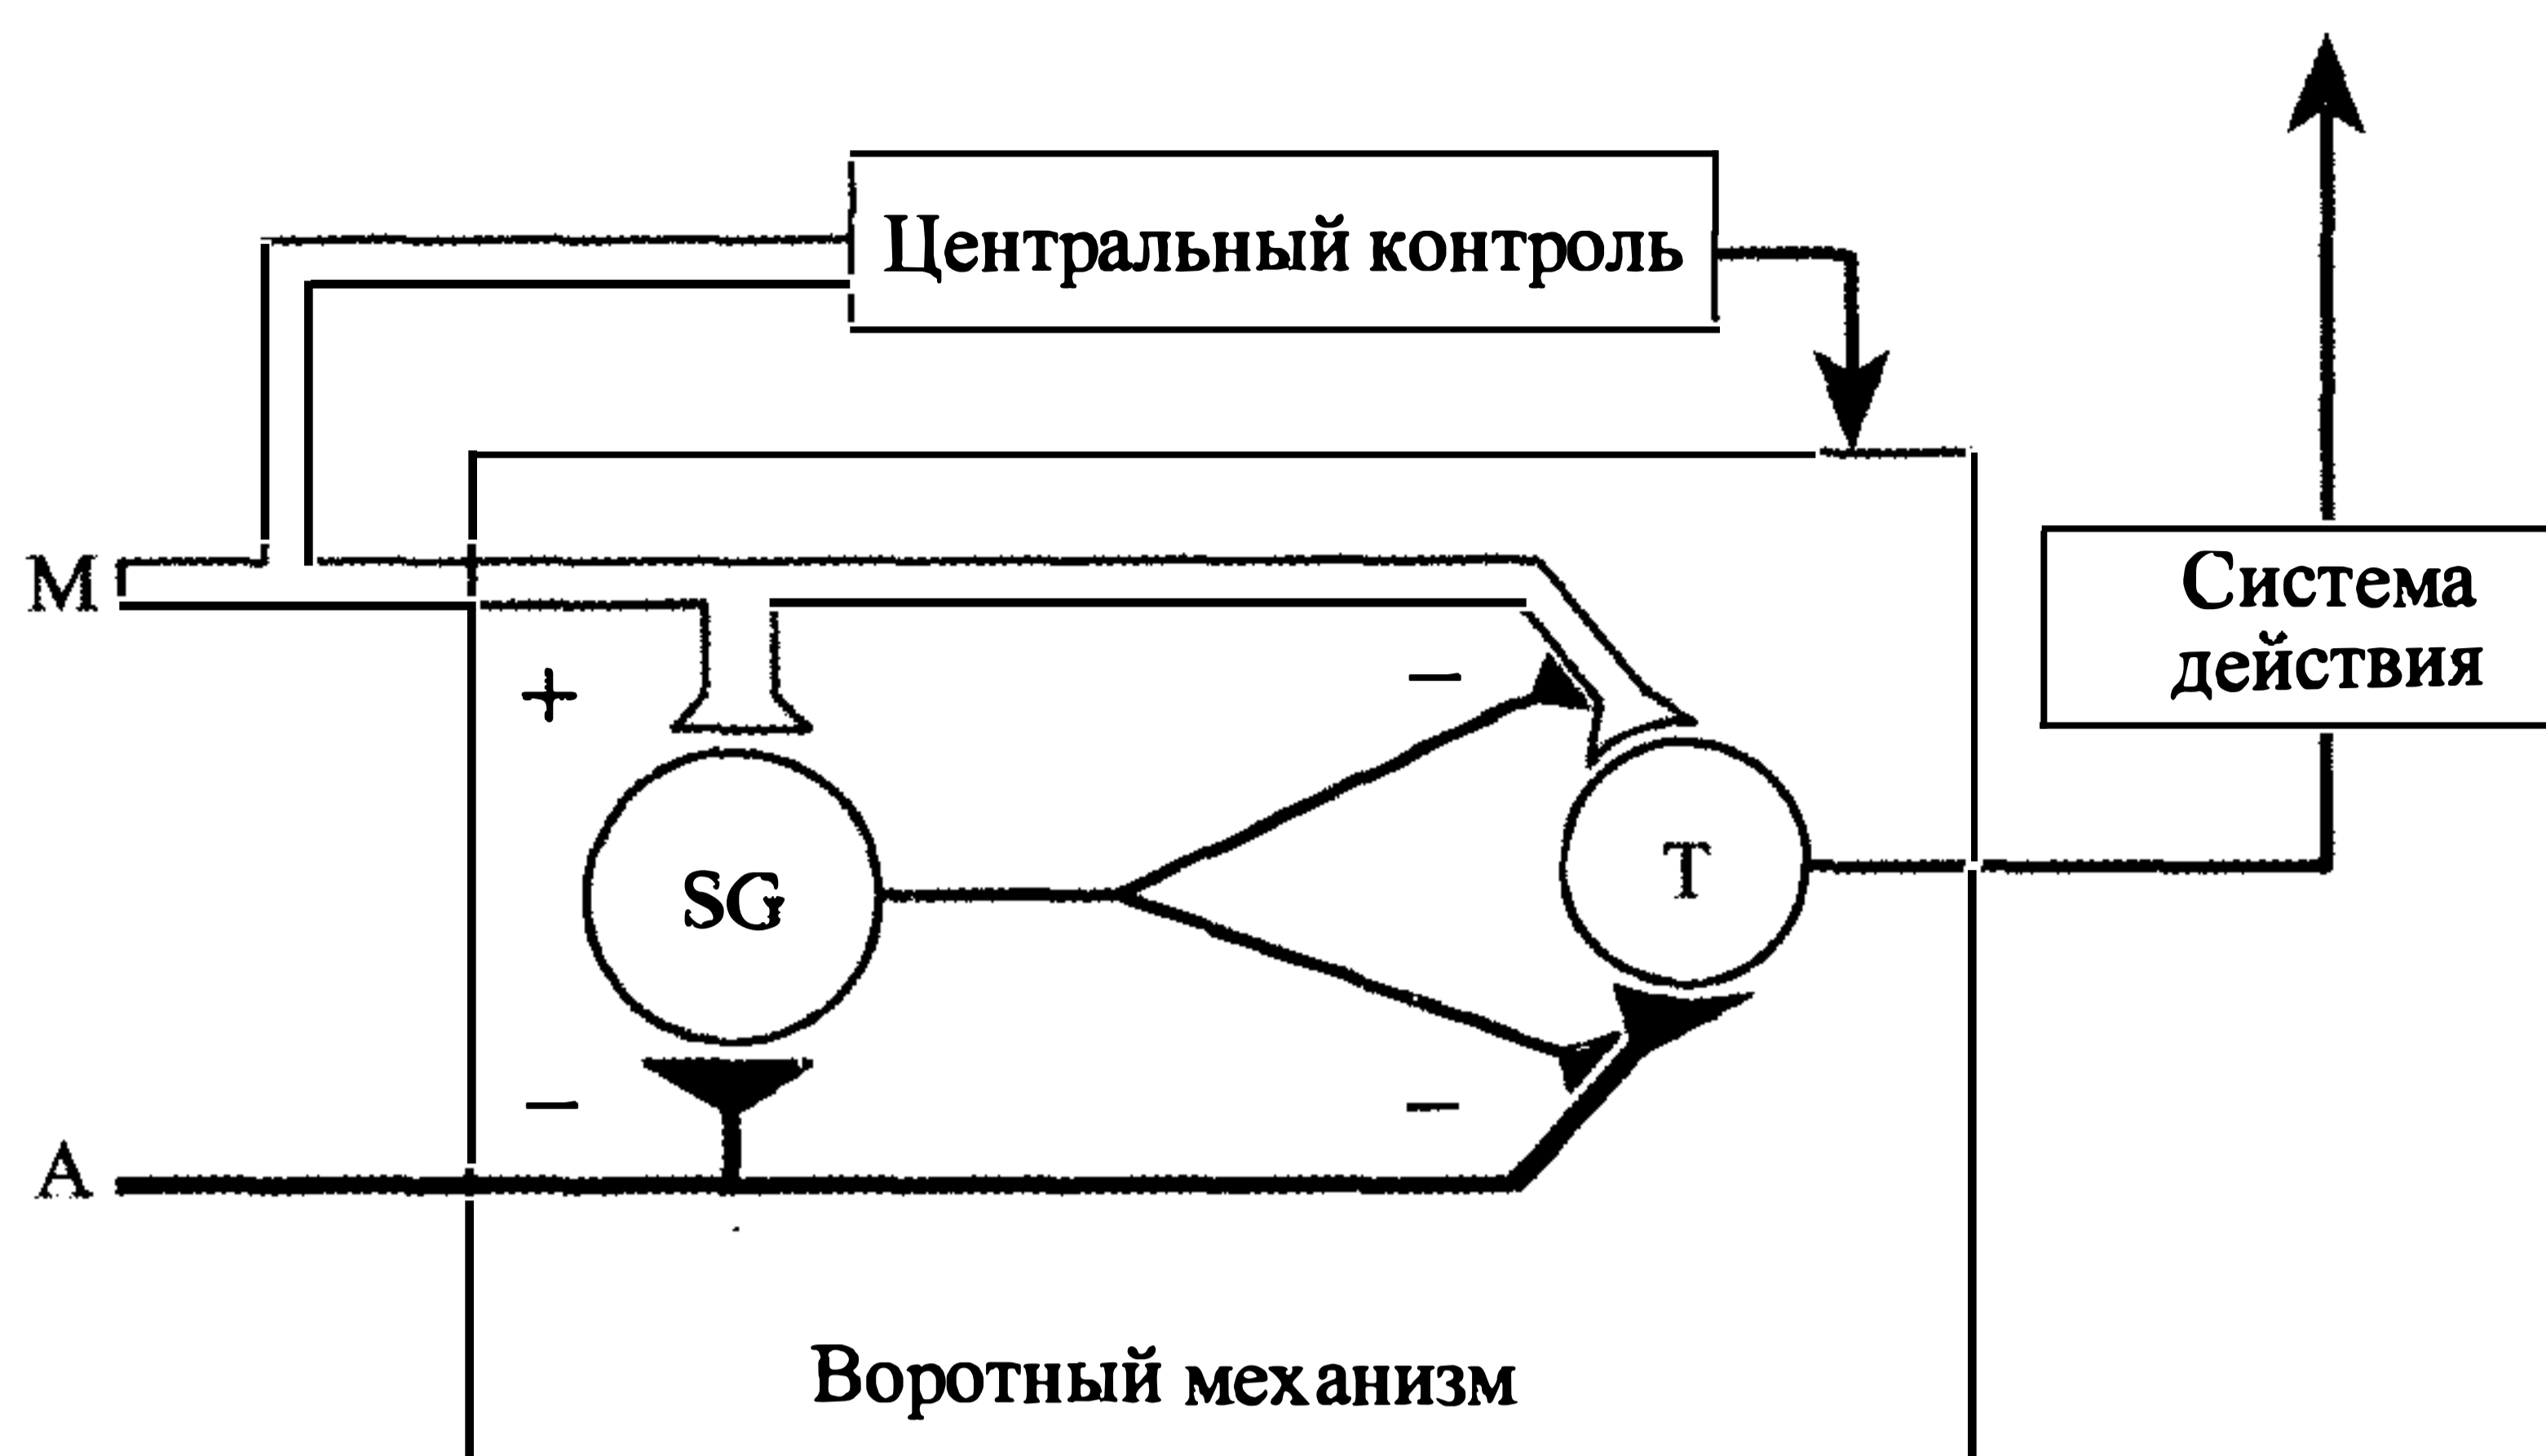 Центральный контроль
M
Система
действия
+
–
SG
T
–
–
A
Воротный механизм